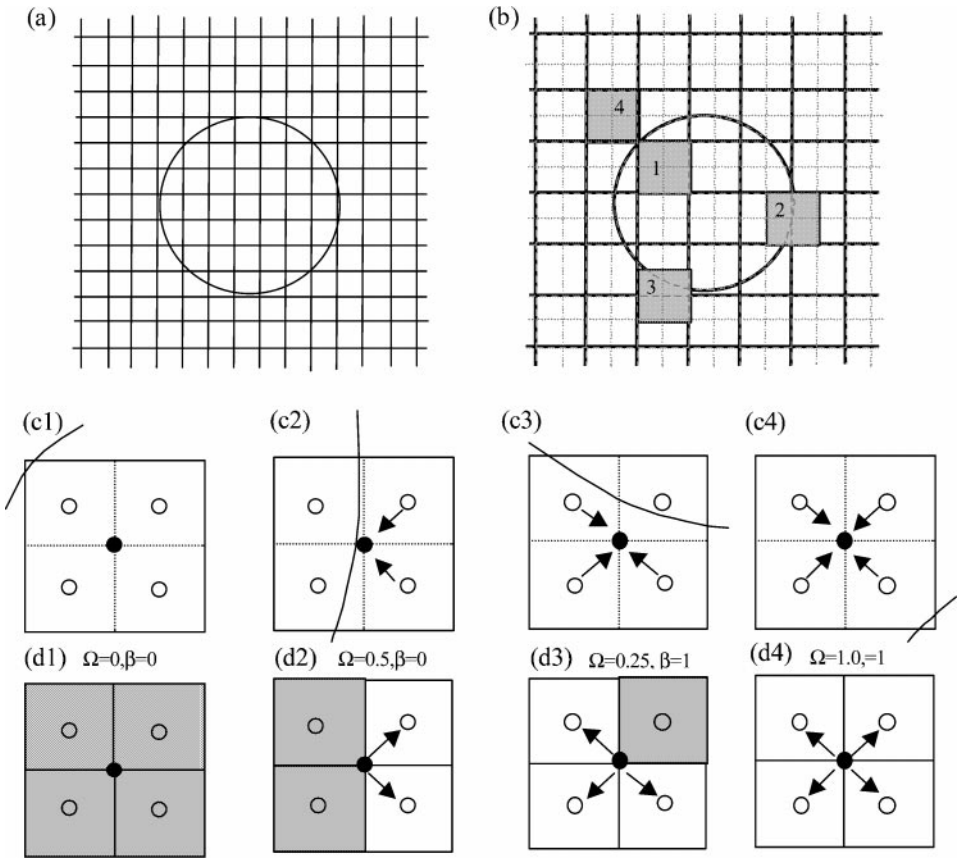 (a)
(b)
4
1
2
3
(c1)
(c2)
(c3)
(c4)
(d1) Ω=0,β=0
(d2) Ω=0.5,β=0
(d3) Ω=0.25, β=1
(d4) Ω=1.0,=1